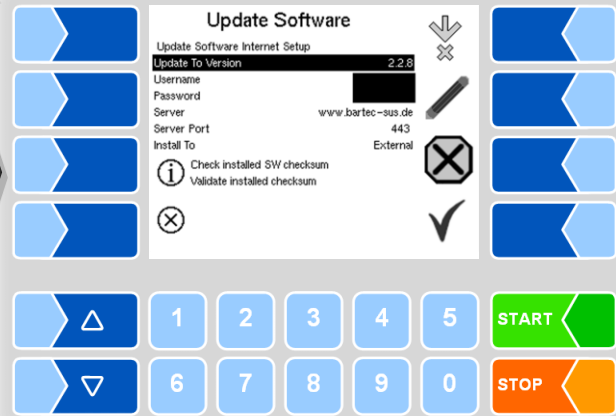 Update Software
Update Software Internet Setup
Update To Version 2.2.8
Username
Password
Server www.bartec-sus.de
Server Port 443
Install To External
Check installed SW checksum
Validate installed checksum
1 2 3 4 5 START
6 7 8 9 0 STOP